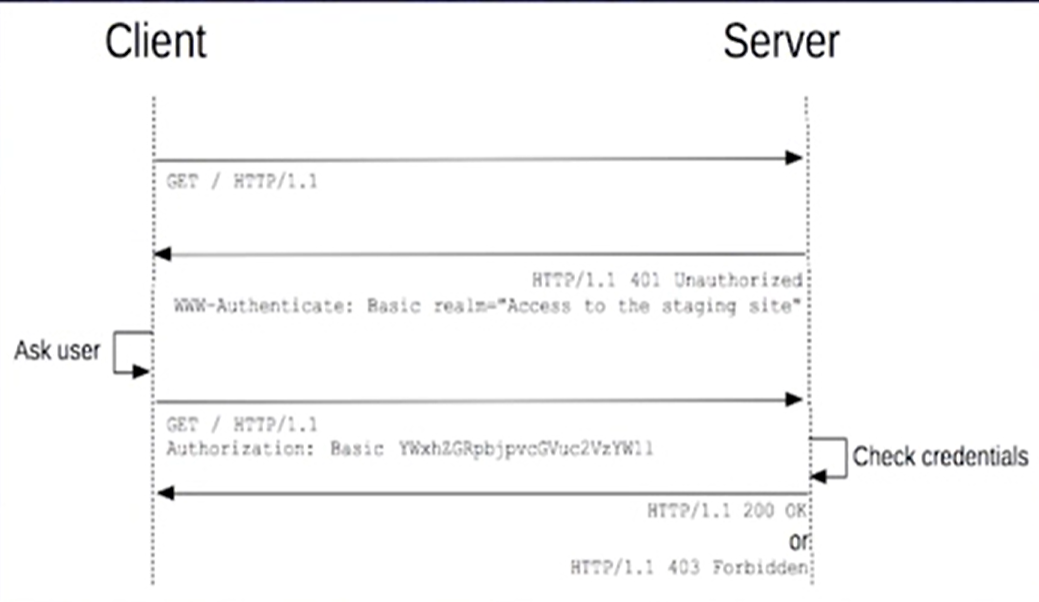 Client
Server
GET / HTTP/1.1
HTTP/1.1 401 Unauthorized
WWW-Authenticate: Basic realm="Access to the staging site"
Ask user
GET / HTTP/1.1
Authorization: Basic YWxhZGRpbjpvcGVuc2VzYW1l
Check credentials
HTTP/1.1 200 OK
or
HTTP/1.1 403 Forbidden